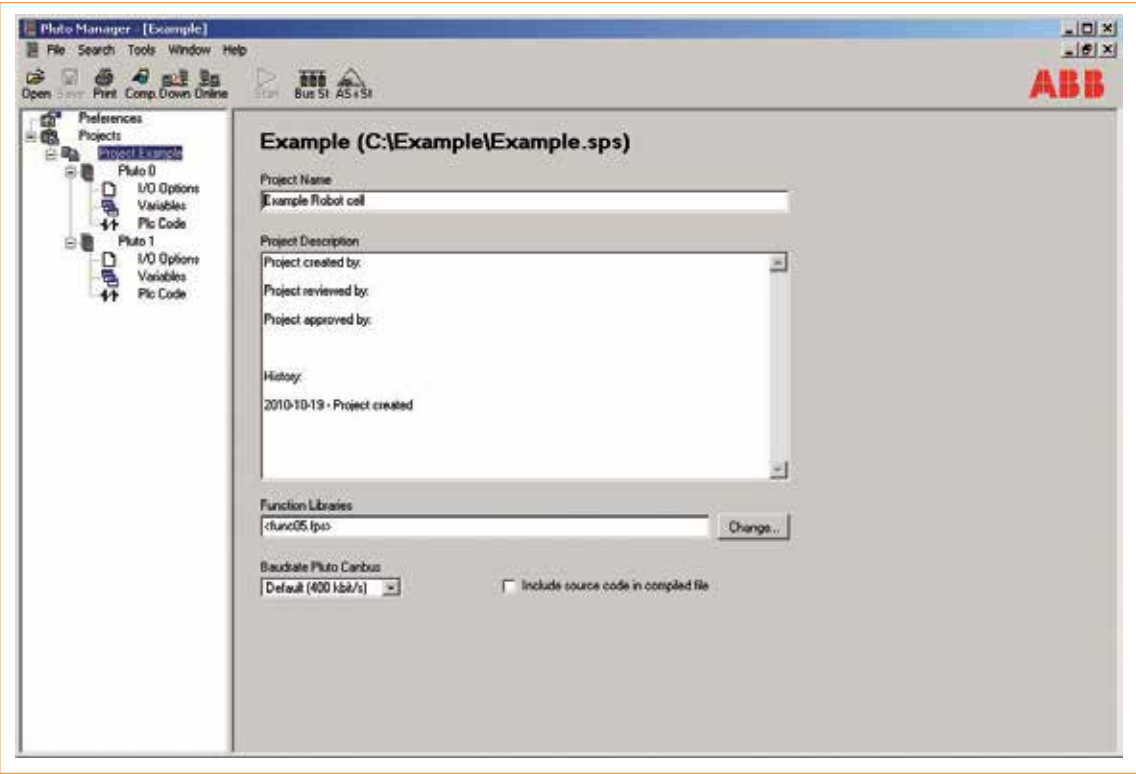 Pluto Manager - [Example]
File Search Tools Window Help
Open Save Print Comp. Down Online Start Bus St AS-i St
ABB
Preferences
Projects
Project Example
Pluto 0
I/O Options
Variables
Plc Code
Pluto 1
I/O Options
Variables
Plc Code
Example (C:\Example\Example.sps)
Project Name
Example Robot cell
Project Description
Project created by:
Project reviewed by:
Project approved by:
History:
2010-10-19 - Project created
Function Libraries
<func05.fps>
Change...
Baudrate Pluto Canbus
Default (400 kbit/s)
Include source code in compiled file